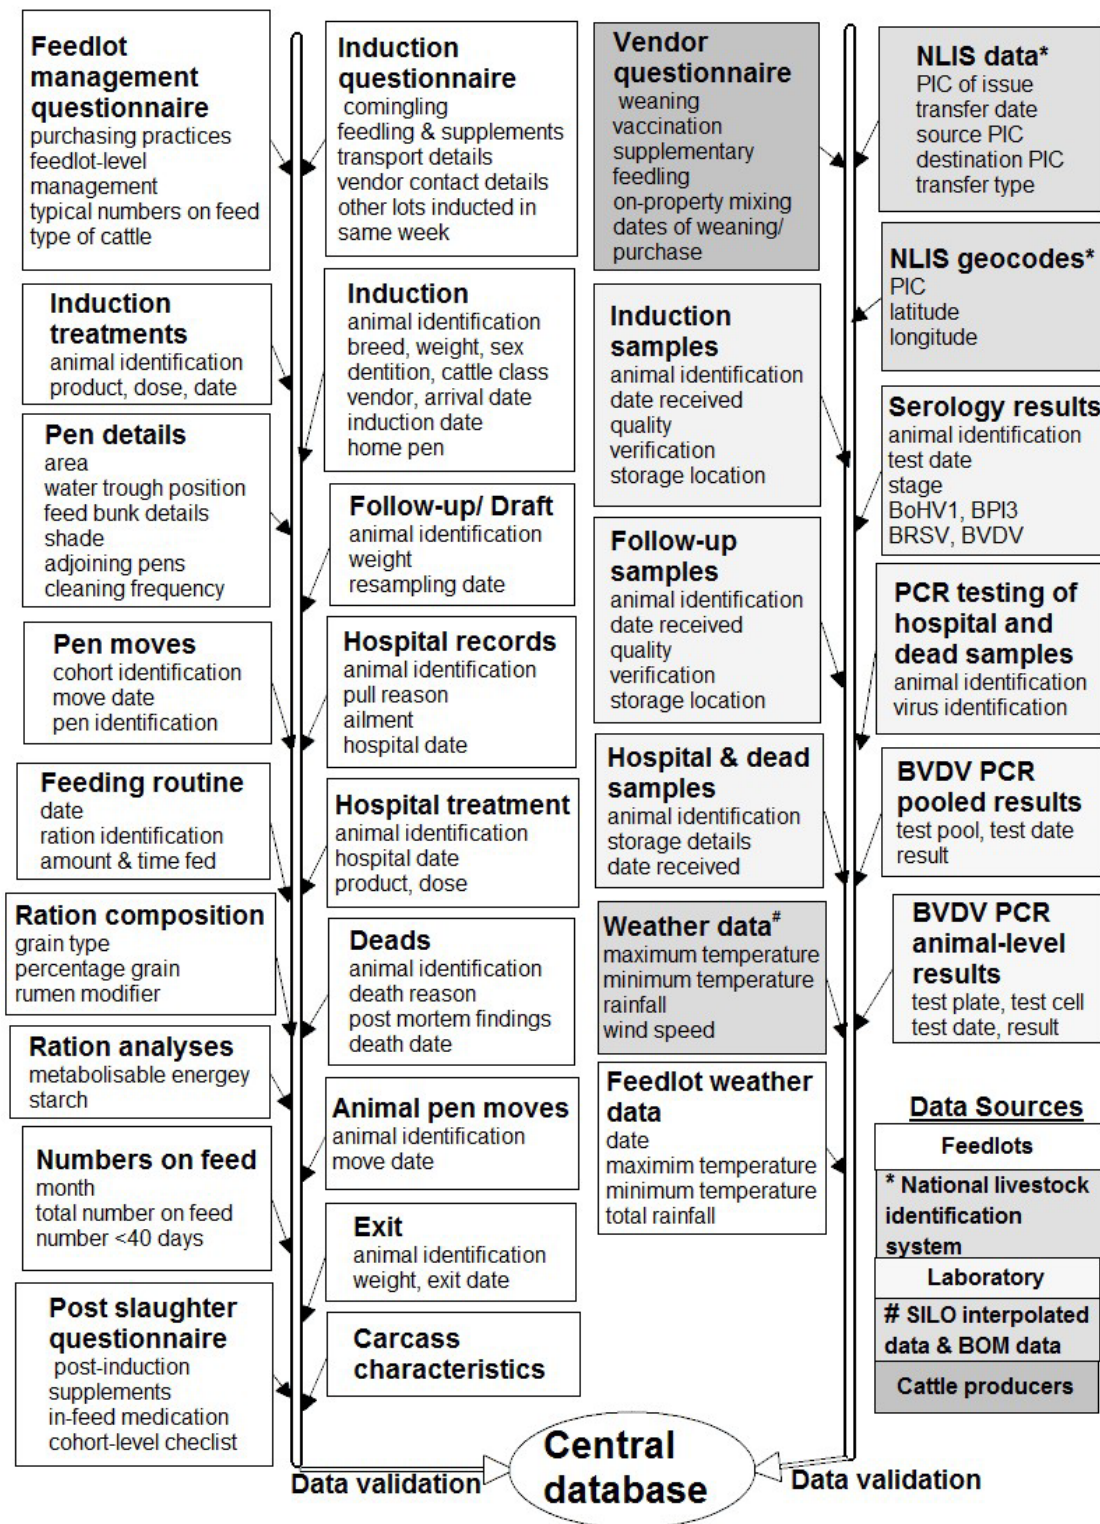 Feedlot
management
questionnaire
purchasing practices
feedlot-level
management
typical numbers on feed
type of cattle
Induction
treatments
animal identification
product, dose, date
Pen details
area
water trough position
feed bunk details
shade
adjoining pens
cleaning frequency
Pen moves
cohort identification
move date
pen identification
Feeding routine
date
ration identification
amount & time fed
Ration composition
grain type
percentage grain
rumen modifier
Ration analyses
metabolisable energey
starch
Numbers on feed
month
total number on feed
number <40 days
Post slaughter
questionnaire
post-induction
supplements
in-feed medication
cohort-level checlist
Induction
questionnaire
comingling
feedling & supplements
transport details
vendor contact details
other lots inducted in
same week
Induction
animal identification
breed, weight, sex
dentition, cattle class
vendor, arrival date
induction date
home pen
Follow-up/ Draft
animal identification
weight
resampling date
Hospital records
animal identification
pull reason
ailment
hospital date
Hospital treatment
animal identification
hospital date
product, dose
Deads
animal identification
death reason
post mortem findings
death date
Animal pen moves
animal identification
move date
Exit
animal identification
weight, exit date
Carcass
characteristics
Vendor
questionnaire
weaning
vaccination
supplementary
feedling
on-property mixing
dates of weaning/
purchase
Induction
samples
animal identification
date received
quality
verification
storage location
Follow-up
samples
animal identification
date received
quality
verification
storage location
Hospital & dead
samples
animal identification
storage details
date received
Weather data#
maximum temperature
minimum temperature
rainfall
wind speed
Feedlot weather
data
date
maximim temperature
minimum temperature
total rainfall
NLIS data*
PIC of issue
transfer date
source PIC
destination PIC
transfer type
NLIS geocodes*
PIC
latitude
longitude
Serology results
animal identification
test date
stage
BoHV1, BPI3
BRSV, BVDV
PCR testing of
hospital and
dead samples
animal identification
virus identification
BVDV PCR
pooled results
test pool, test date
result
BVDV PCR
animal-level
results
test plate, test cell
test date, result
Data Sources
Feedlots
* National livestock
identification
system
Laboratory
# SILO interpolated
data & BOM data
Cattle producers
Data validation
Central
database
Data validation